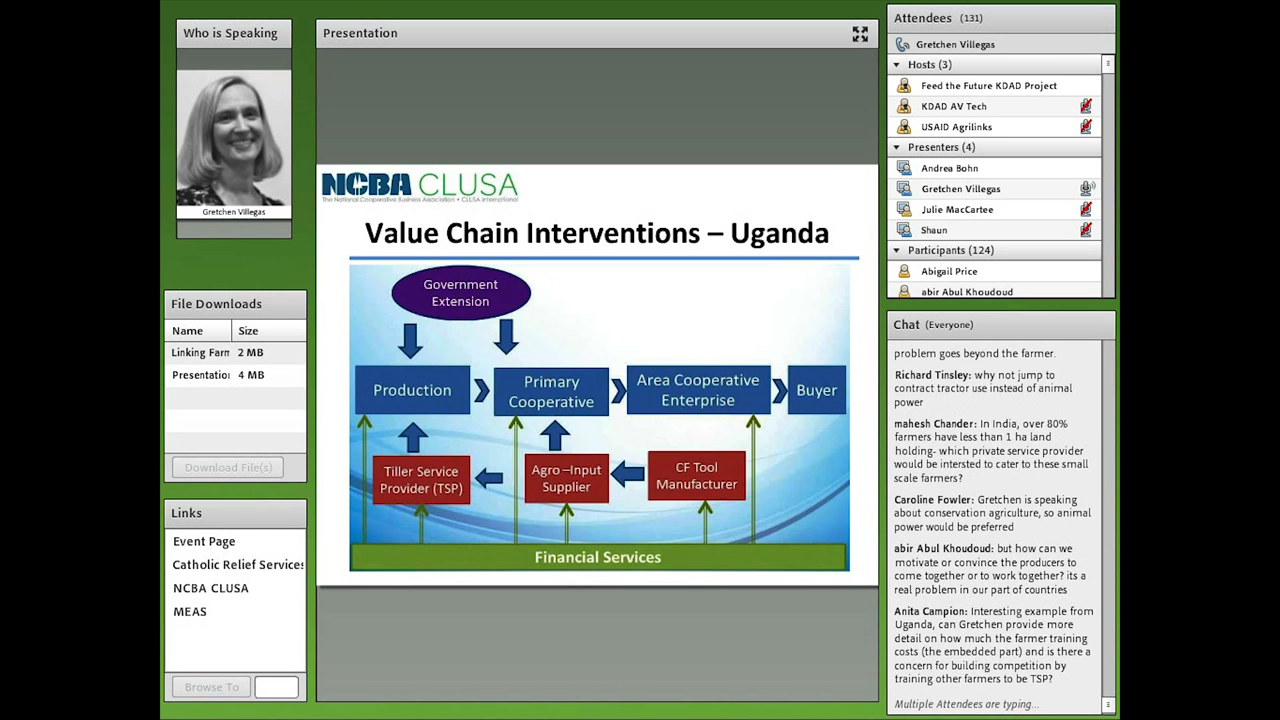 Who is Speaking
Gretchen Villegas
File Downloads
Name Size
Linking Farm 2 MB
Presentatio 4 MB
Download File(s)
Links
Event Page
Catholic Relief Services
NCBA CLUSA
MEAS
Browse To
Presentation
NCBA CLUSA
The National Cooperative Business Association • CLUSA International
Value Chain Interventions – Uganda
Government
Extension
Production
Primary
Cooperative
Area Cooperative
Enterprise
Buyer
Tiller Service
Provider (TSP)
Agro –Input
Supplier
CF Tool
Manufacturer
Financial Services
Attendees (131)
Gretchen Villegas
Hosts (3)
Feed the Future KDAD Project
KDAD AV Tech
USAID Agrilinks
Presenters (4)
Andrea Bohn
Gretchen Villegas
Julie MacCartee
Shaun
Participants (124)
Abigail Price
abir Abul Khoudoud
Chat (Everyone)
problem goes beyond the farmer.
Richard Tinsley: why not jump to
contract tractor use instead of animal
power
mahesh Chander: In India, over 80%
farmers have less than 1 ha land
holding- which private service provider
would be intersted to cater to these small
scale farmers?
Caroline Fowler: Gretchen is speaking
about conservation agriculture, so animal
power would be preferred
abir Abul Khoudoud: but how can we
motivate or convince the producers to
come together or to work together? its a
real problem in our part of countries
Anita Campion: Interesting example from
Uganda, can Gretchen provide more
detail on how much the farmer training
costs (the embedded part) and is there a
concern for building competition by
training other farmers to be TSP?
Multiple Attendees are typing...